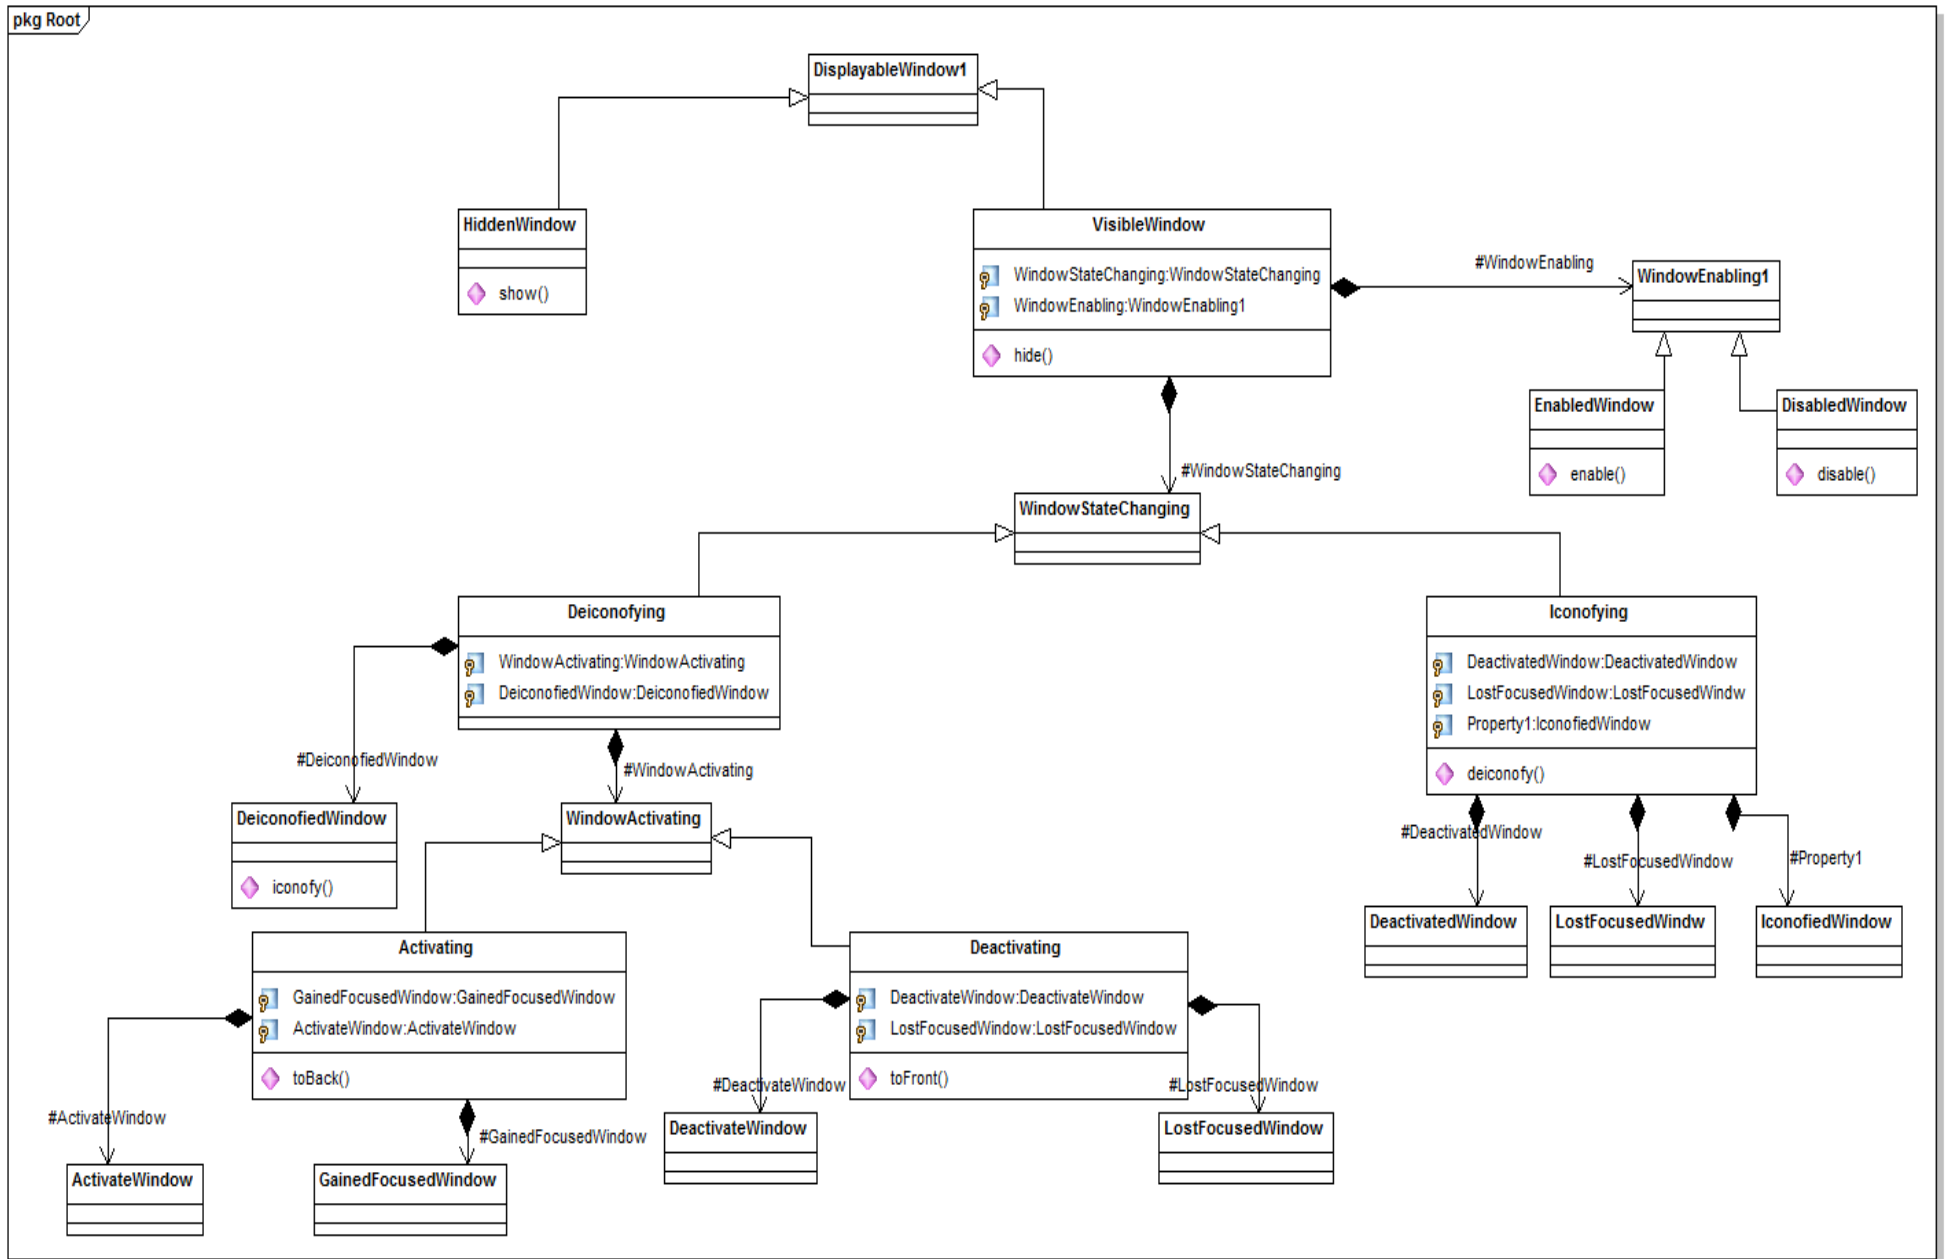 pkg Root
DisplayableWindow1
HiddenWindow
show()
VisibleWindow
WindowStateChanging:WindowStateChanging
WindowEnabling:WindowEnabling1
hide()
#WindowEnabling
WindowEnabling1
EnabledWindow
enable()
DisabledWindow
disable()
#WindowStateChanging
WindowStateChanging
Deiconofying
WindowActivating:WindowActivating
DeiconofiedWindow:DeiconofiedWindow
Iconofying
DeactivatedWindow:DeactivatedWindow
LostFocusedWindow:LostFocusedWindw
Property1:IconofiedWindow
deiconofy()
#DeiconofiedWindow
#WindowActivating
DeiconofiedWindow
iconofy()
WindowActivating
#DeactivatedWindow
#LostFocusedWindow
#Property1
DeactivatedWindow
LostFocusedWindw
IconofiedWindow
Activating
GainedFocusedWindow:GainedFocusedWindow
ActivateWindow:ActivateWindow
toBack()
Deactivating
DeactivateWindow:DeactivateWindow
LostFocusedWindow:LostFocusedWindow
toFront()
#ActivateWindow
#GainedFocusedWindow
#DeactivateWindow
#LostFocusedWindow
ActivateWindow
GainedFocusedWindow
DeactivateWindow
LostFocusedWindow